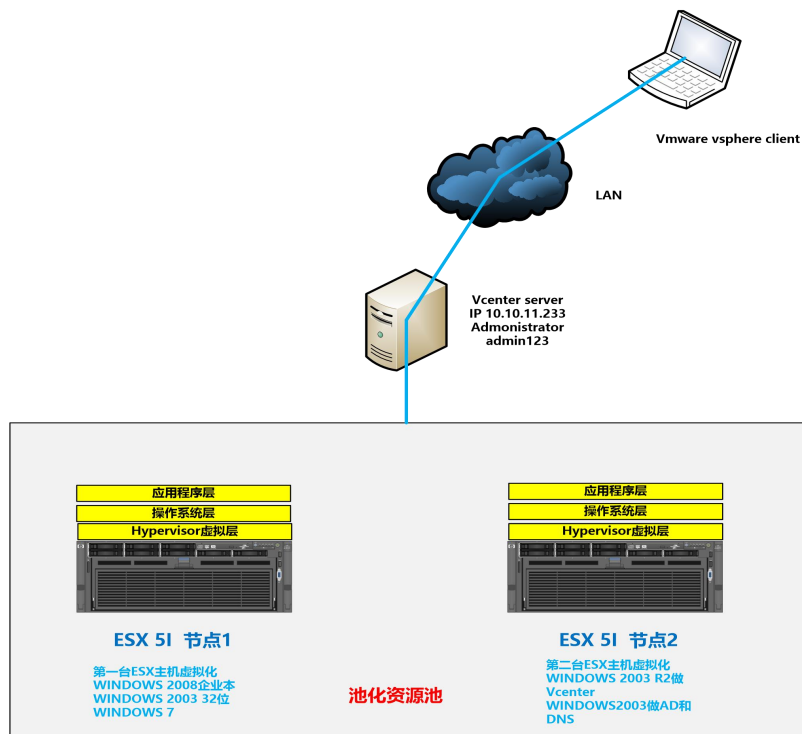 Vmware vsphere client
LAN
Vcenter server
IP 10.10.11.233
Admonistrator
admin123
应用程序层
操作系统层
Hypervisor虚拟层
应用程序层
操作系统层
Hypervisor虚拟层
ESX 5I 节点1
第一台ESX主机虚拟化
WINDOWS 2008企业本
WINDOWS 2003 32位
WINDOWS 7
池化资源池
ESX 5I 节点2
第二台ESX主机虚拟化
WINDOWS 2003 R2做
Vcenter
WINDOWS2003做AD和
DNS